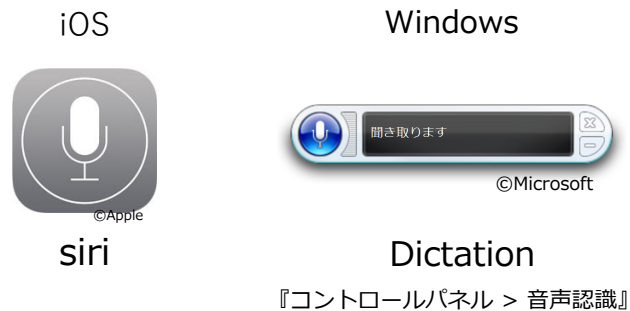 iOS
Windows
聞き取ります
©Apple
©Microsoft
siri
Dictation
『コントロールパネル > 音声認識』